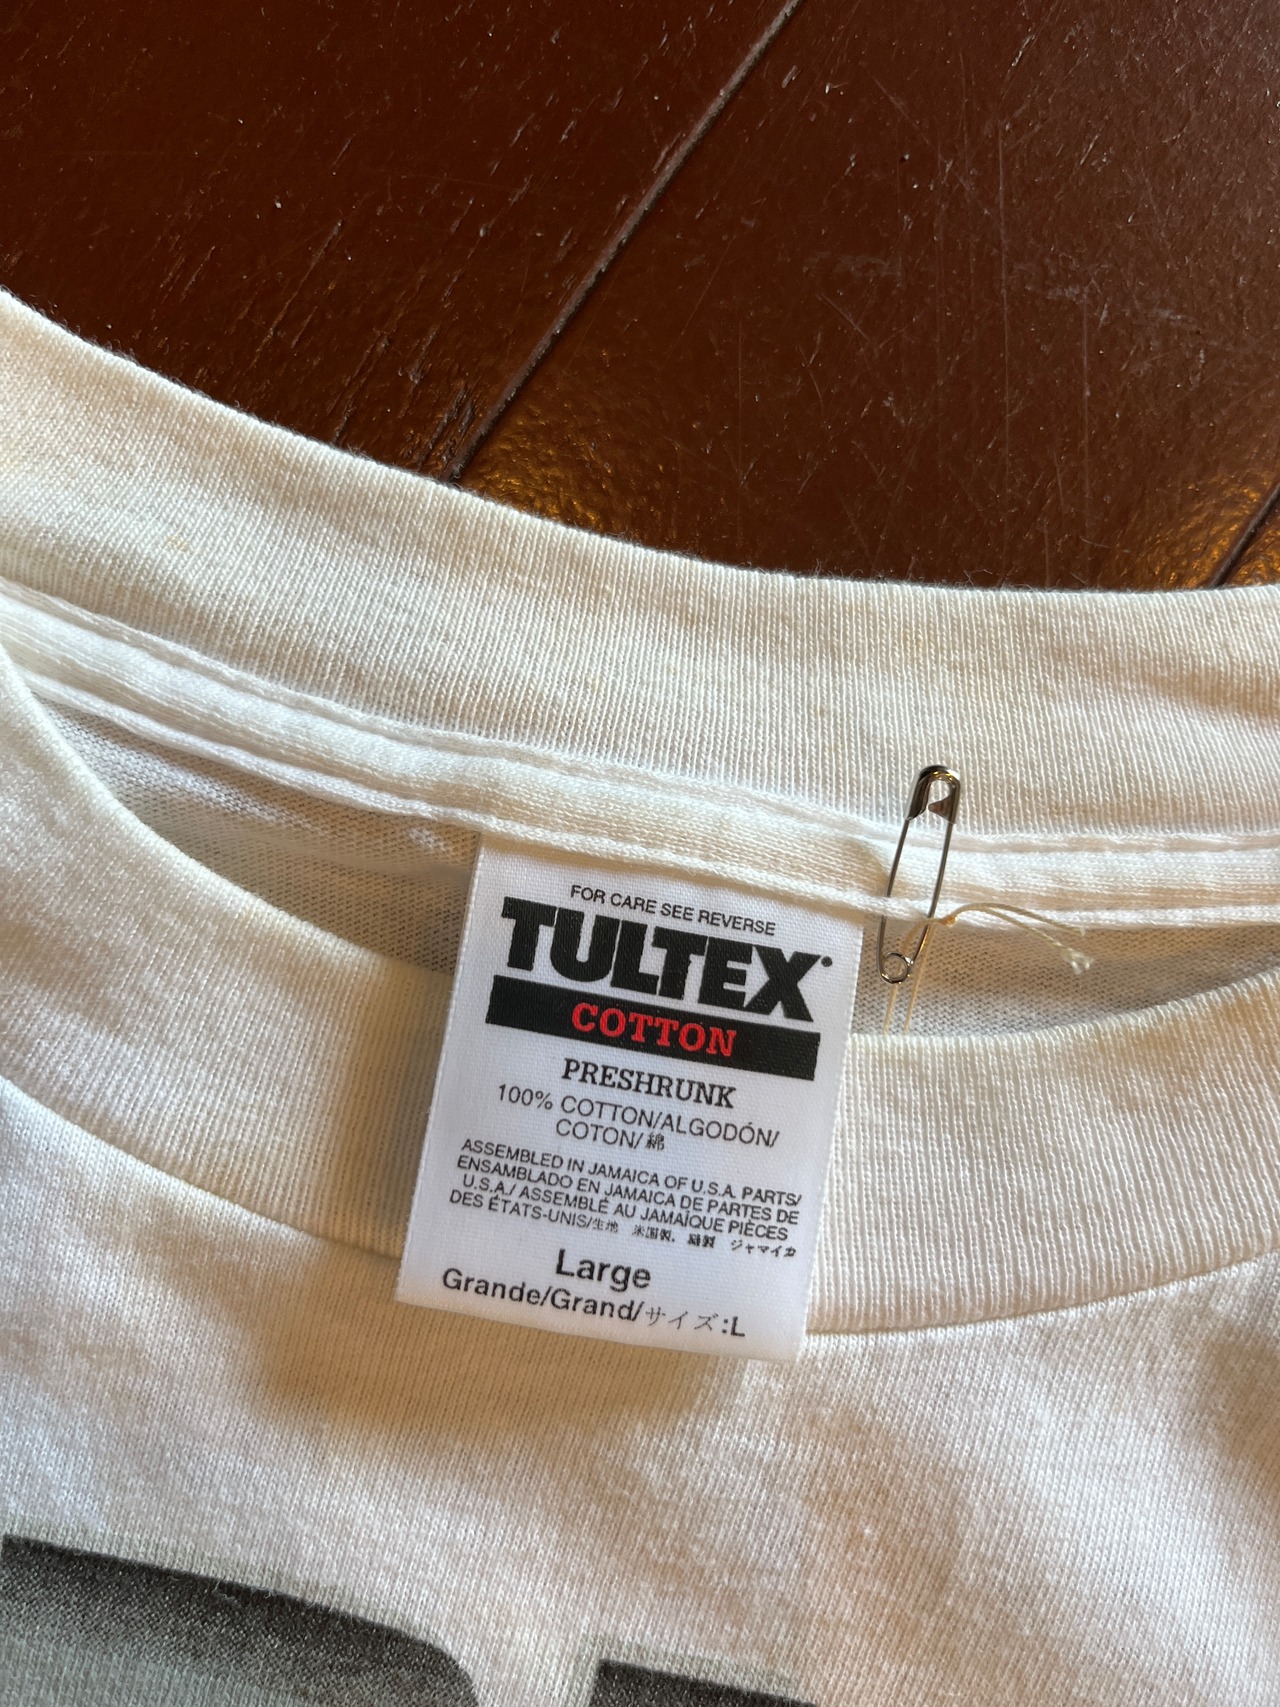 FOR CARE SEE REVERSE
TULTEX
COTTON
PRESHRUNK
100% COTTON/ALGODÓN/
COTON/綿
ASSEMBLED IN JAMAICA OF U.S.A. PARTS/
ENSAMBLADO EN JAMAICA DE PARTES DE
U.S.A./ ASSEMBLÉ AU JAMAÏQUE PIÈCES
DES ÉTATS-UNIS/生地 米国製. 縫製 ジャマイカ
Large
Grande/Grand/サイズ:L